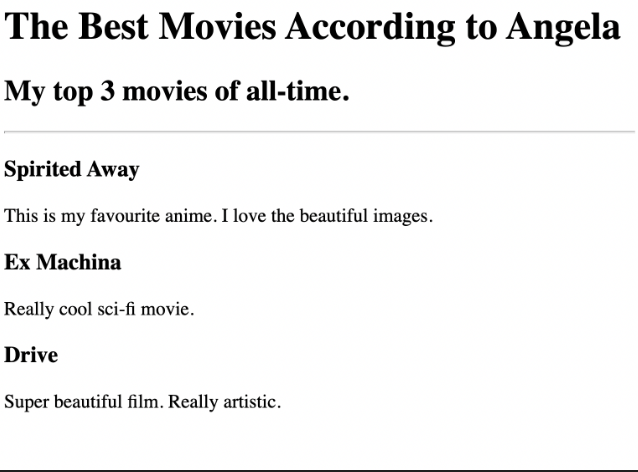 The Best Movies According to Angela
My top 3 movies of all-time.
Spirited Away
This is my favourite anime. I love the beautiful images.
Ex Machina
Really cool sci-fi movie.
Drive
Super beautiful film. Really artistic.